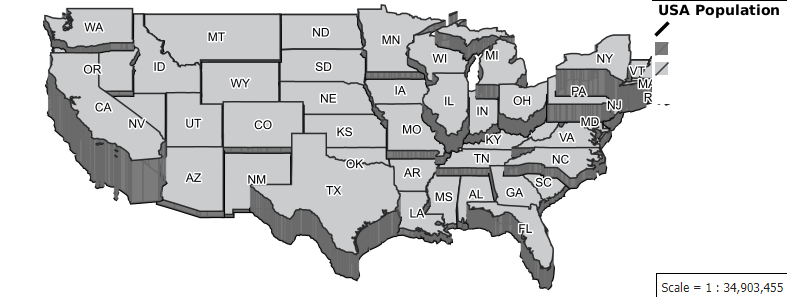 USA Population
WA
MT
ND
MN
OR
ID
SD
WI
MI
NY
VT
WY
NE
IA
PA
MA
CA
NV
UT
CO
KS
MO
IL
IN
OH
NJ
MD
KY
VA
AZ
NM
OK
AR
TN
NC
TX
LA
MS
AL
GA
SC
FL
Scale = 1 : 34,903,455